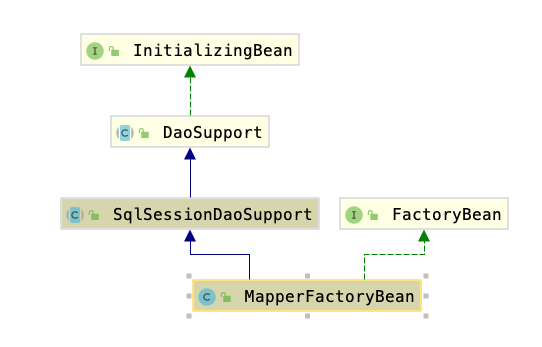 I InitializingBean
C DaoSupport
C SqlSessionDaoSupport
I FactoryBean
C MapperFactoryBean